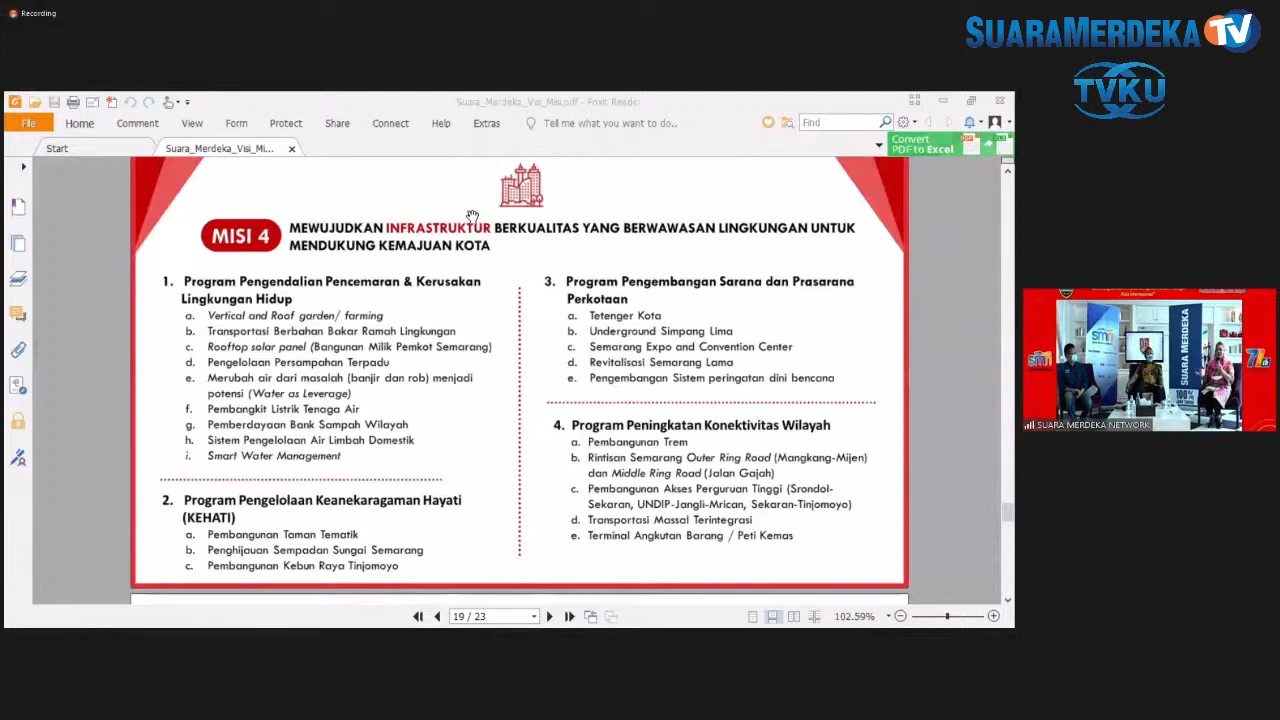 Recording
SUARAMERDEKA TV
TVKU
Suara_Merdeka_Visi_Misi.pdf - Foxit Reader
File Home Comment View Form Protect Share Connect Help Extras Tell me what you want to do.. Find
Start Suara_Merdeka_Visi_Mi...
Convert
PDF to Excel
MISI 4
MEWUJUDKAN INFRASTRUKTUR BERKUALITAS YANG BERWAWASAN LINGKUNGAN UNTUK
MENDUKUNG KEMAJUAN KOTA
1. Program Pengendalian Pencemaran & Kerusakan
Lingkungan Hidup
a. Vertical and Roof garden/ farming
b. Transportasi Berbahan Bakar Ramah Lingkungan
c. Rooftop solar panel (Bangunan Milik Pemkot Semarang)
d. Pengelolaan Persampahan Terpadu
e. Merubah air dari masalah (banjir dan rob) menjadi
potensi (Water as Leverage)
f. Pembangkit Listrik Tenaga Air
g. Pemberdayaan Bank Sampah Wilayah
h. Sistem Pengelolaan Air Limbah Domestik
i. Smart Water Management
2. Program Pengelolaan Keanekaragaman Hayati
(KEHATI)
a. Pembangunan Taman Tematik
b. Penghijauan Sempadan Sungai Semarang
c. Pembangunan Kebun Raya Tinjomoyo
3. Program Pengembangan Sarana dan Prasarana
Perkotaan
a. Tetenger Kota
b. Underground Simpang Lima
c. Semarang Expo and Convention Center
d. Revitalisasi Semarang Lama
e. Pengembangan Sistem peringatan dini bencana
4. Program Peningkatan Konektivitas Wilayah
a. Pembangunan Trem
b. Rintisan Semarang Outer Ring Road (Mangkang-Mijen)
dan Middle Ring Road (Jalan Gajah)
c. Pembangunan Akses Perguruan Tinggi (Srondol-
Sekaran, UNDIP-Jangli-Mrican, Sekaran-Tinjomoyo)
d. Transportasi Massal Terintegrasi
e. Terminal Angkutan Barang / Peti Kemas
19 / 23
102.59%
smn
SUARA MERDEKA
100%
SUARA MERDEKA NETWORK